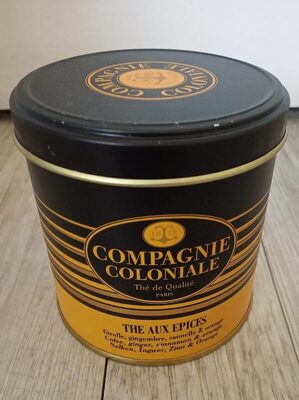 COMPAGNIE
COLONIALE
COMPAGNIE
COLONIALE
Thé de Qualité
PARIS
THE AUX EPICES
Girofle, gingembre, cannelle & orange
Clove, ginger, cinnamon & orange
Nelken, Ingwer, Zimt & Orange